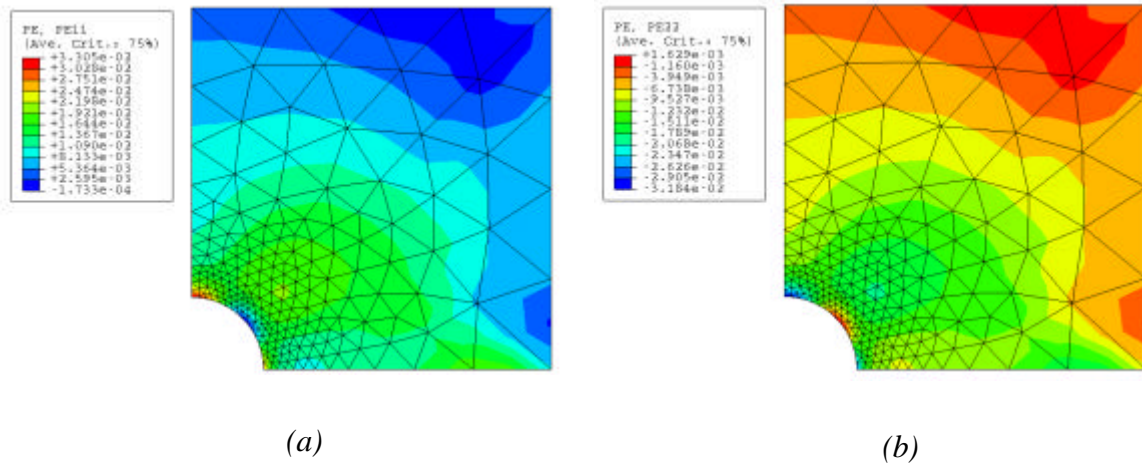 PE, PE11
(Ave. Crit.: 75%)
+3.305e-02
+3.028e-02
+2.751e-02
+2.474e-02
+2.198e-02
+1.921e-02
+1.644e-02
+1.367e-02
+1.090e-02
+8.133e-03
+5.364e-03
+2.595e-03
-1.733e-04
PE, PE22
(Ave. Crit.: 75%)
+1.629e-03
-1.160e-03
-3.949e-03
-6.738e-03
-9.527e-03
-1.232e-02
-1.511e-02
-1.789e-02
-2.068e-02
-2.347e-02
-2.626e-02
-2.905e-02
-3.184e-02
(a)
(b)